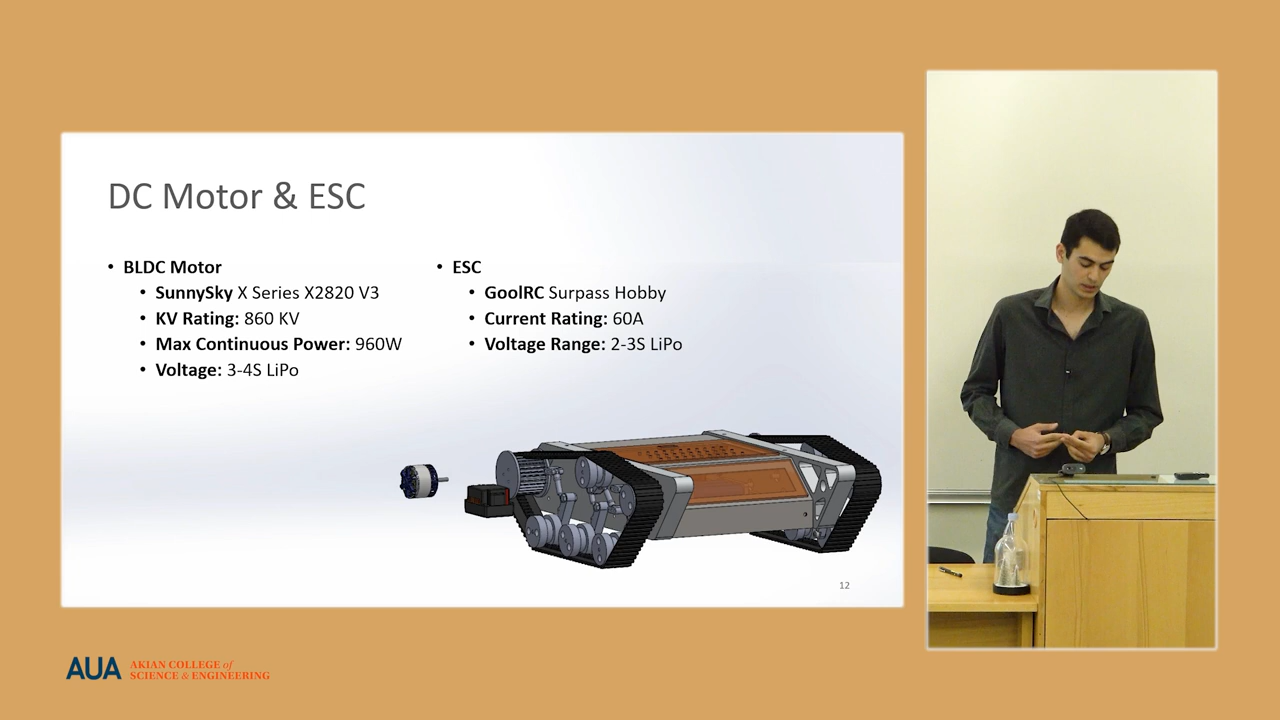 DC Motor & ESC
• BLDC Motor
• SunnySky X Series X2820 V3
• KV Rating: 860 KV
• Max Continuous Power: 960W
• Voltage: 3-4S LiPo
• ESC
• GoolRC Surpass Hobby
• Current Rating: 60A
• Voltage Range: 2-3S LiPo
12
AUA AKIAN COLLEGE of
SCIENCE & ENGINEERING